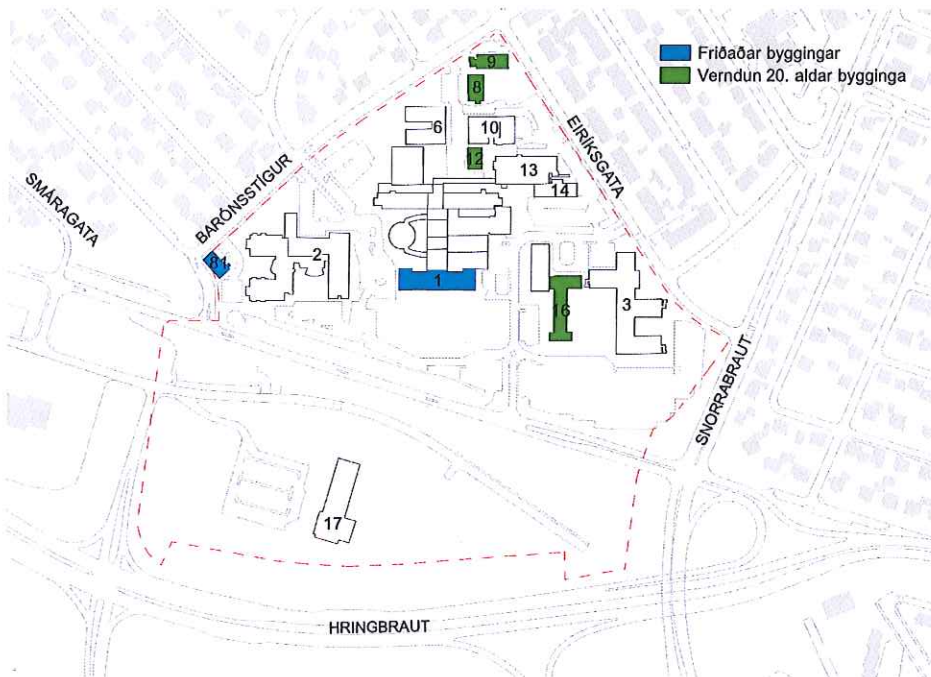 Friðaðar byggingar
Verndun 20. aldar bygginga
9
8
6
10
12
13
14
EIRÍKSGATA
BARÓNSSTÍGUR
SMÁRAGATA
81
2
1
16
3
SNORRABRAUT
17
HRINGBRAUT